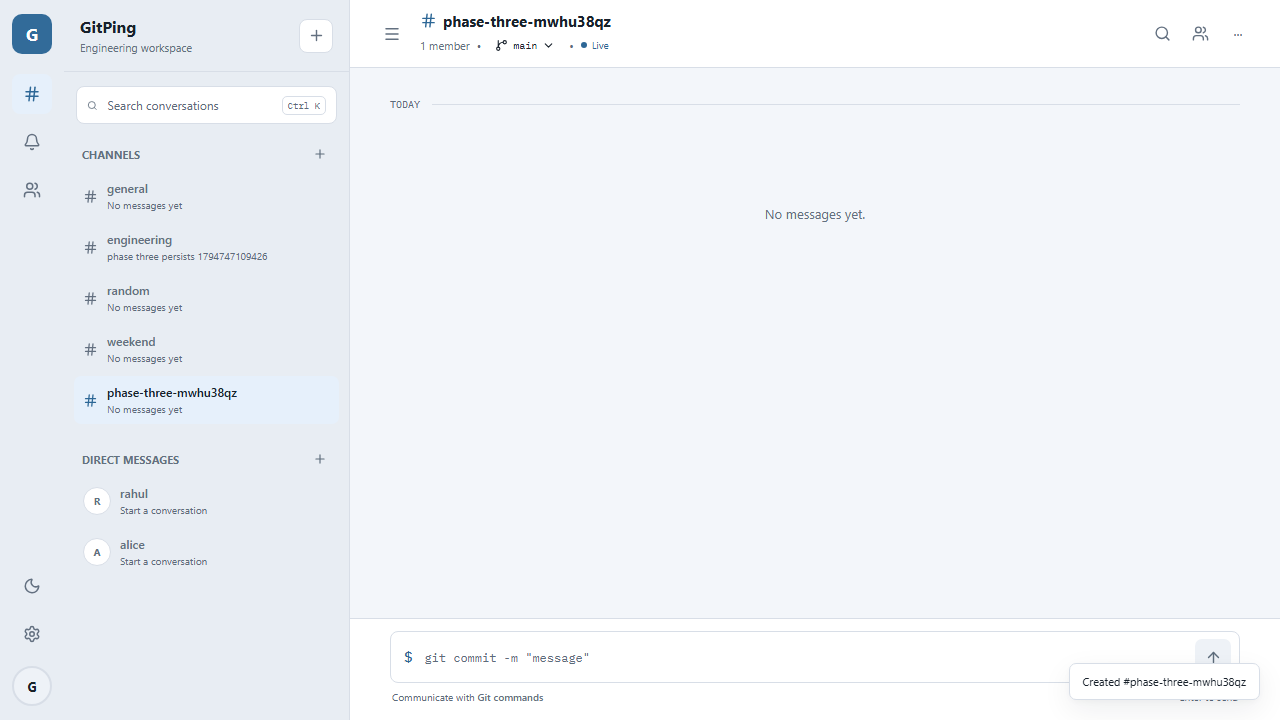 G
GitPing
Engineering workspace
Search conversations
Ctrl K
CHANNELS
general
No messages yet
engineering
phase three persists 1794747109426
random
No messages yet
weekend
No messages yet
phase-three-mwhu38qz
No messages yet
DIRECT MESSAGES
R
rahul
Start a conversation
A
alice
Start a conversation
G
# phase-three-mwhu38qz
1 member • main • Live
TODAY
No messages yet.
$ git commit -m "message"
Communicate with Git commands
Created #phase-three-mwhu38qz